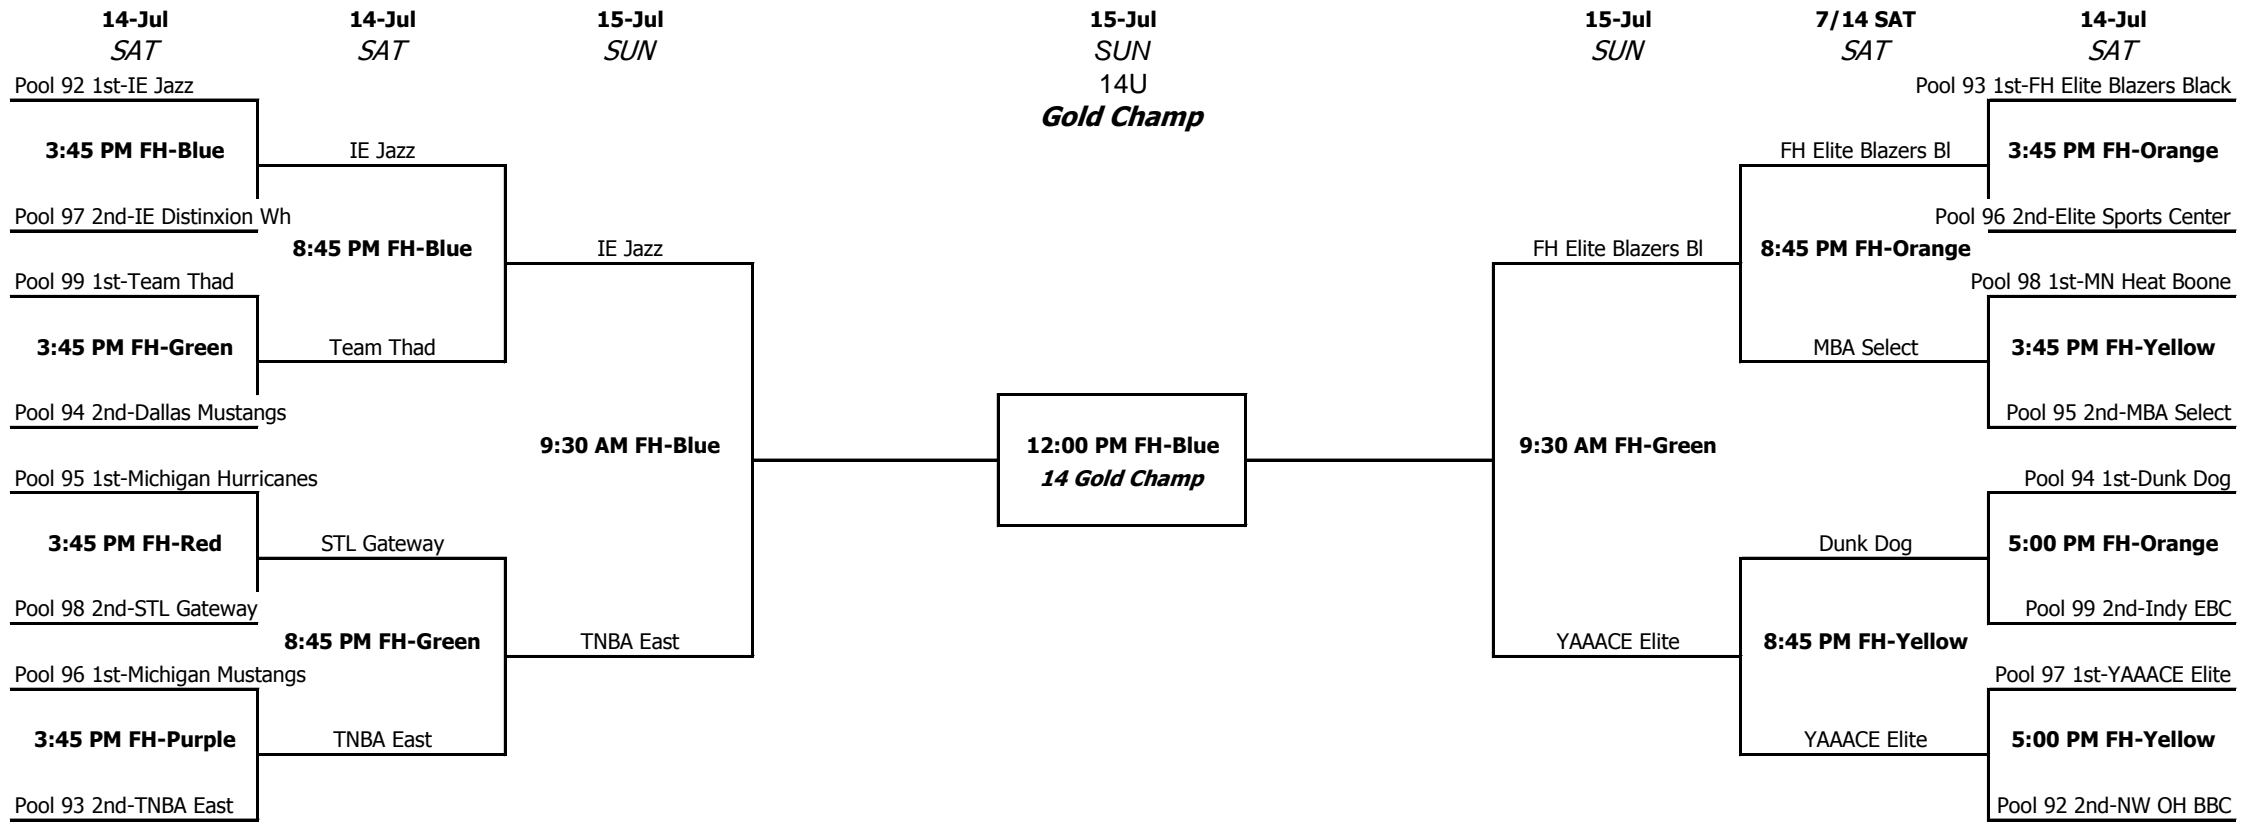 14-Jul 14-Jul 15-Jul 15-Jul 15-Jul 7/14 SAT 14-Jul
SAT SAT SUN SUN SUN SAT SAT
Pool 92 1st-IE Jazz 14U Pool 93 1st-FH Elite Blazers Black
Gold Champ
3:45 PM FH-Blue IE Jazz FH Elite Blazers Bl 3:45 PM FH-Orange
Pool 97 2nd-IE Distinxion Wh Pool 96 2nd-Elite Sports Center
8:45 PM FH-Blue IE Jazz FH Elite Blazers Bl 8:45 PM FH-Orange
Pool 99 1st-Team Thad Pool 98 1st-MN Heat Boone
3:45 PM FH-Green Team Thad MBA Select 3:45 PM FH-Yellow
Pool 94 2nd-Dallas Mustangs Pool 95 2nd-MBA Select
9:30 AM FH-Blue 12:00 PM FH-Blue 9:30 AM FH-Green
Pool 95 1st-Michigan Hurricanes 14 Gold Champ Pool 94 1st-Dunk Dog
3:45 PM FH-Red STL Gateway Dunk Dog 5:00 PM FH-Orange
Pool 98 2nd-STL Gateway Pool 99 2nd-Indy EBC
8:45 PM FH-Green TNBA East YAAACE Elite 8:45 PM FH-Yellow
Pool 96 1st-Michigan Mustangs Pool 97 1st-YAAACE Elite
3:45 PM FH-Purple TNBA East YAAACE Elite 5:00 PM FH-Yellow
Pool 93 2nd-TNBA East Pool 92 2nd-NW OH BBC